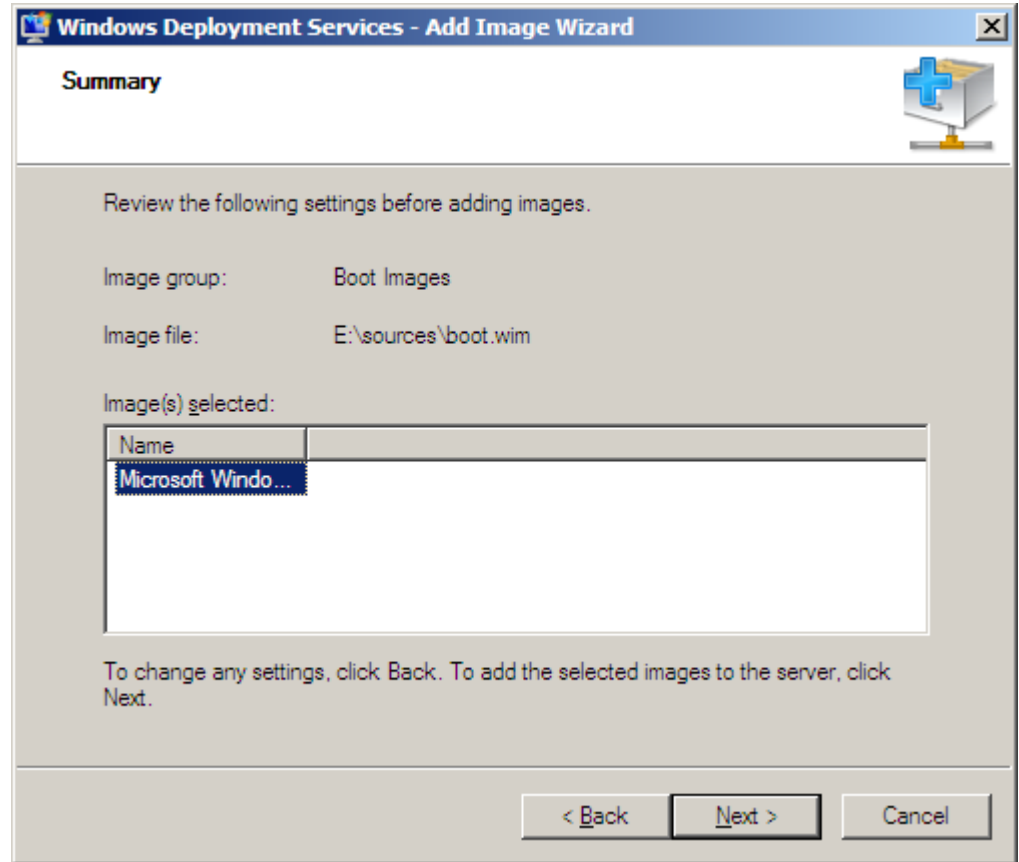 Windows Deployment Services - Add Image Wizard
Summary
Review the following settings before adding images.
Image group: Boot Images
Image file: E:\sources\boot.wim
Image(s) selected:
Name
Microsoft Windo...
To change any settings, click Back. To add the selected images to the server, click
Next.
< Back Next > Cancel